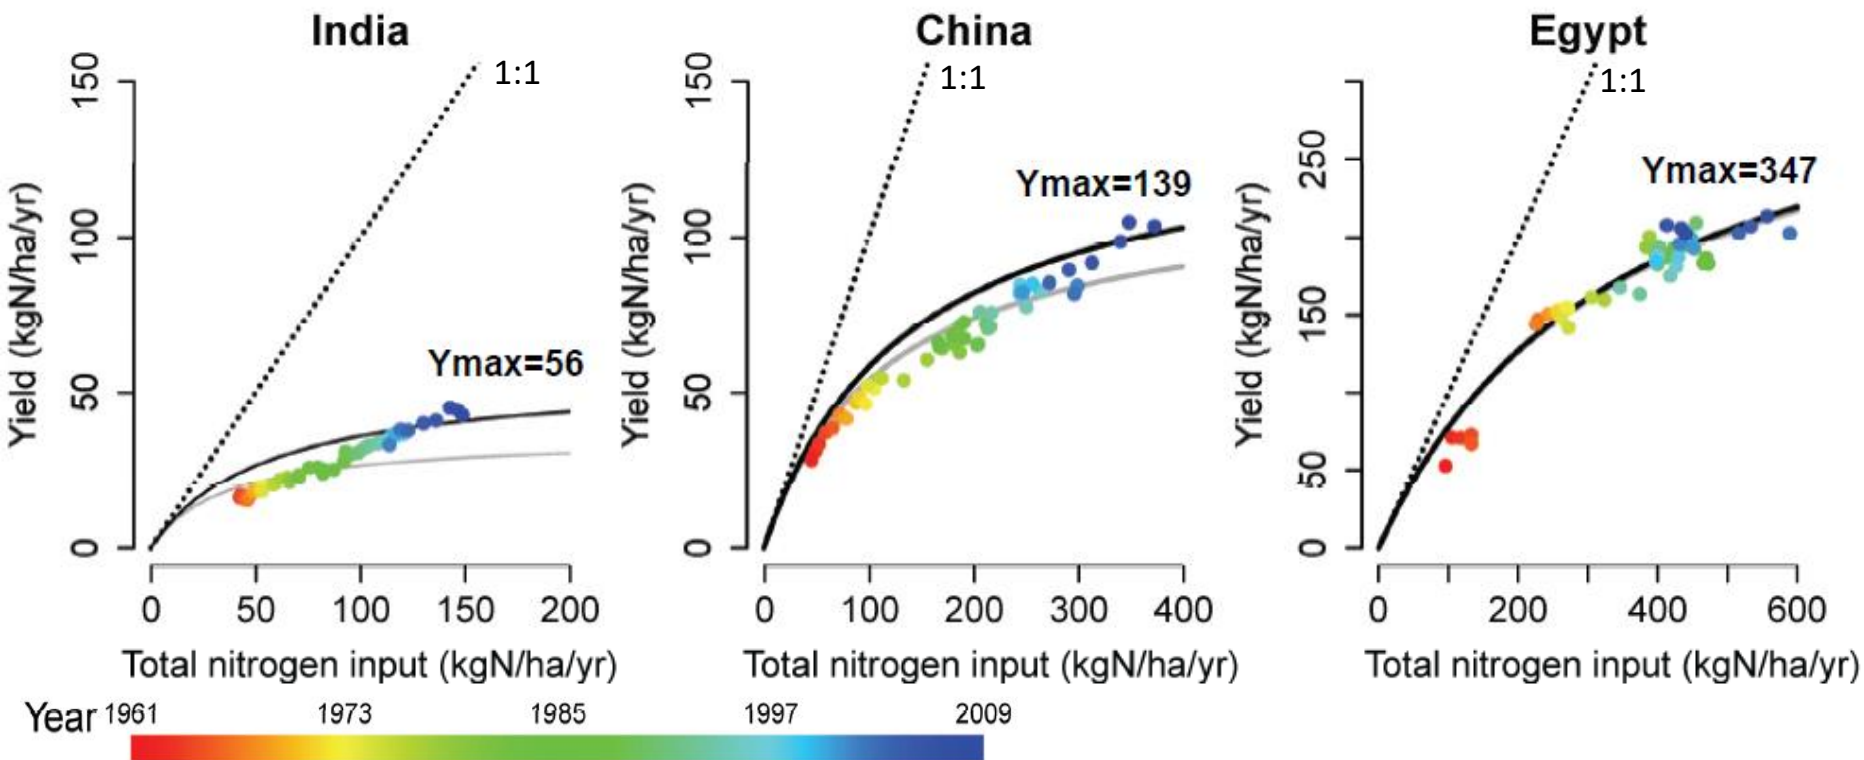 India
China
Egypt
1:1
1:1
1:1
Ymax=56
Ymax=139
Ymax=347
Yield (kgN/ha/yr)
150
100
50
0
Yield (kgN/ha/yr)
150
100
50
0
Yield (kgN/ha/yr)
250
150
50
0
0 50 100 150 200
0 100 200 300 400
0 200 400 600
Total nitrogen input (kgN/ha/yr)
Total nitrogen input (kgN/ha/yr)
Total nitrogen input (kgN/ha/yr)
Year 1961 1973 1985 1997 2009